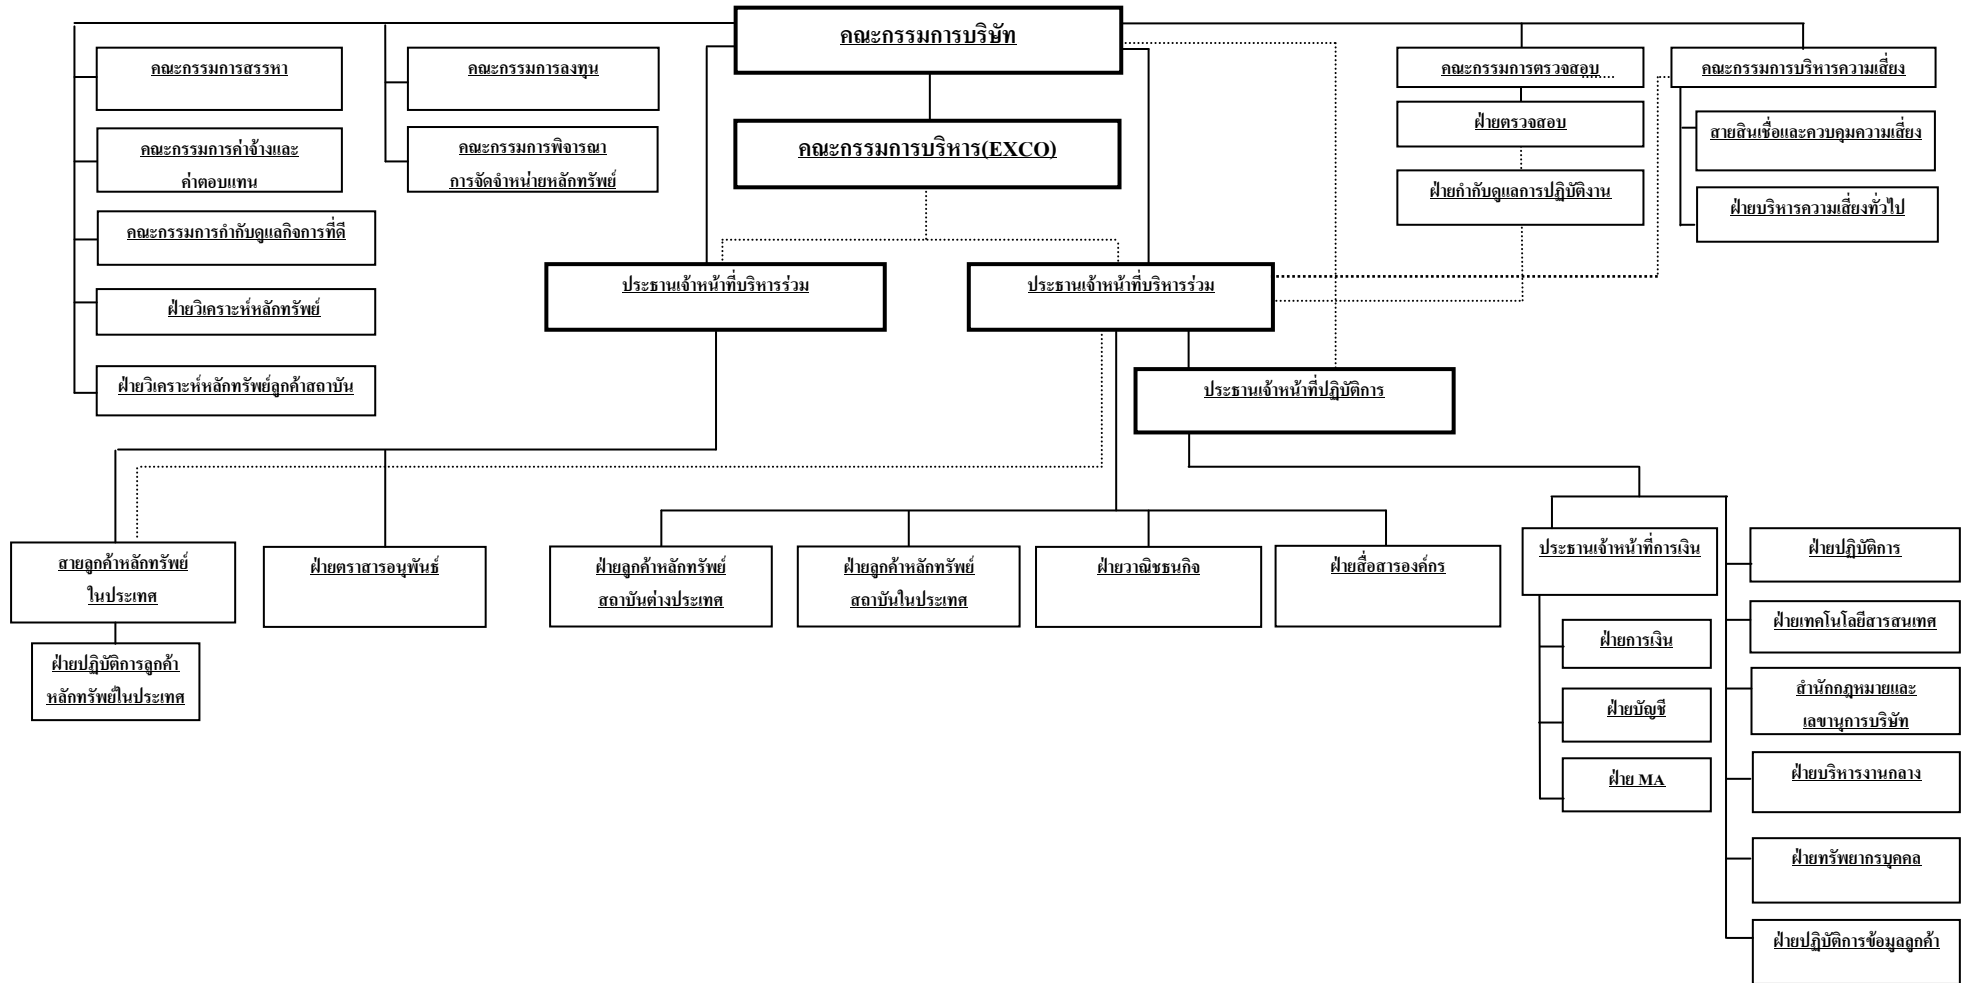 คณะกรรมการบริษัท
คณะกรรมการสรรหา
คณะกรรมการลงทุน
คณะกรรมการตรวจสอบ
คณะกรรมการบริหารความเสี่ยง
ฝ่ายตรวจสอบ
สายสินเชื่อและควบคุมความเสี่ยง
คณะกรรมการค่าจ้างและ
ค่าตอบแทน
คณะกรรมการพิจารณา
การจัดจำหน่ายหลักทรัพย์
คณะกรรมการบริหาร(EXCO)
ฝ่ายกำกับดูแลการปฏิบัติงาน
ฝ่ายบริหารความเสี่ยงทั่วไป
คณะกรรมการกำกับดูแลกิจการที่ดี
ประธานเจ้าหน้าที่บริหารร่วม
ประธานเจ้าหน้าที่บริหารร่วม
ฝ่ายวิเคราะห์หลักทรัพย์
ฝ่ายวิเคราะห์หลักทรัพย์ลูกค้าสถาบัน
ประธานเจ้าหน้าที่ปฏิบัติการ
สายลูกค้าหลักทรัพย์
ในประเทศ
ฝ่ายตราสารอนุพันธ์
ฝ่ายลูกค้าหลักทรัพย์
สถาบันต่างประเทศ
ฝ่ายลูกค้าหลักทรัพย์
สถาบันในประเทศ
ฝ่ายวาณิชธนกิจ
ฝ่ายสื่อสารองค์กร
ประธานเจ้าหน้าที่การเงิน
ฝ่ายปฏิบัติการ
ฝ่ายปฏิบัติการลูกค้า
หลักทรัพย์ในประเทศ
ฝ่ายการเงิน
ฝ่ายเทคโนโลยีสารสนเทศ
ฝ่ายบัญชี
สำนักกฎหมายและ
เลขานุการบริษัท
ฝ่าย MA
ฝ่ายบริหารงานกลาง
ฝ่ายทรัพยากรบุคคล
ฝ่ายปฏิบัติการข้อมูลลูกค้า